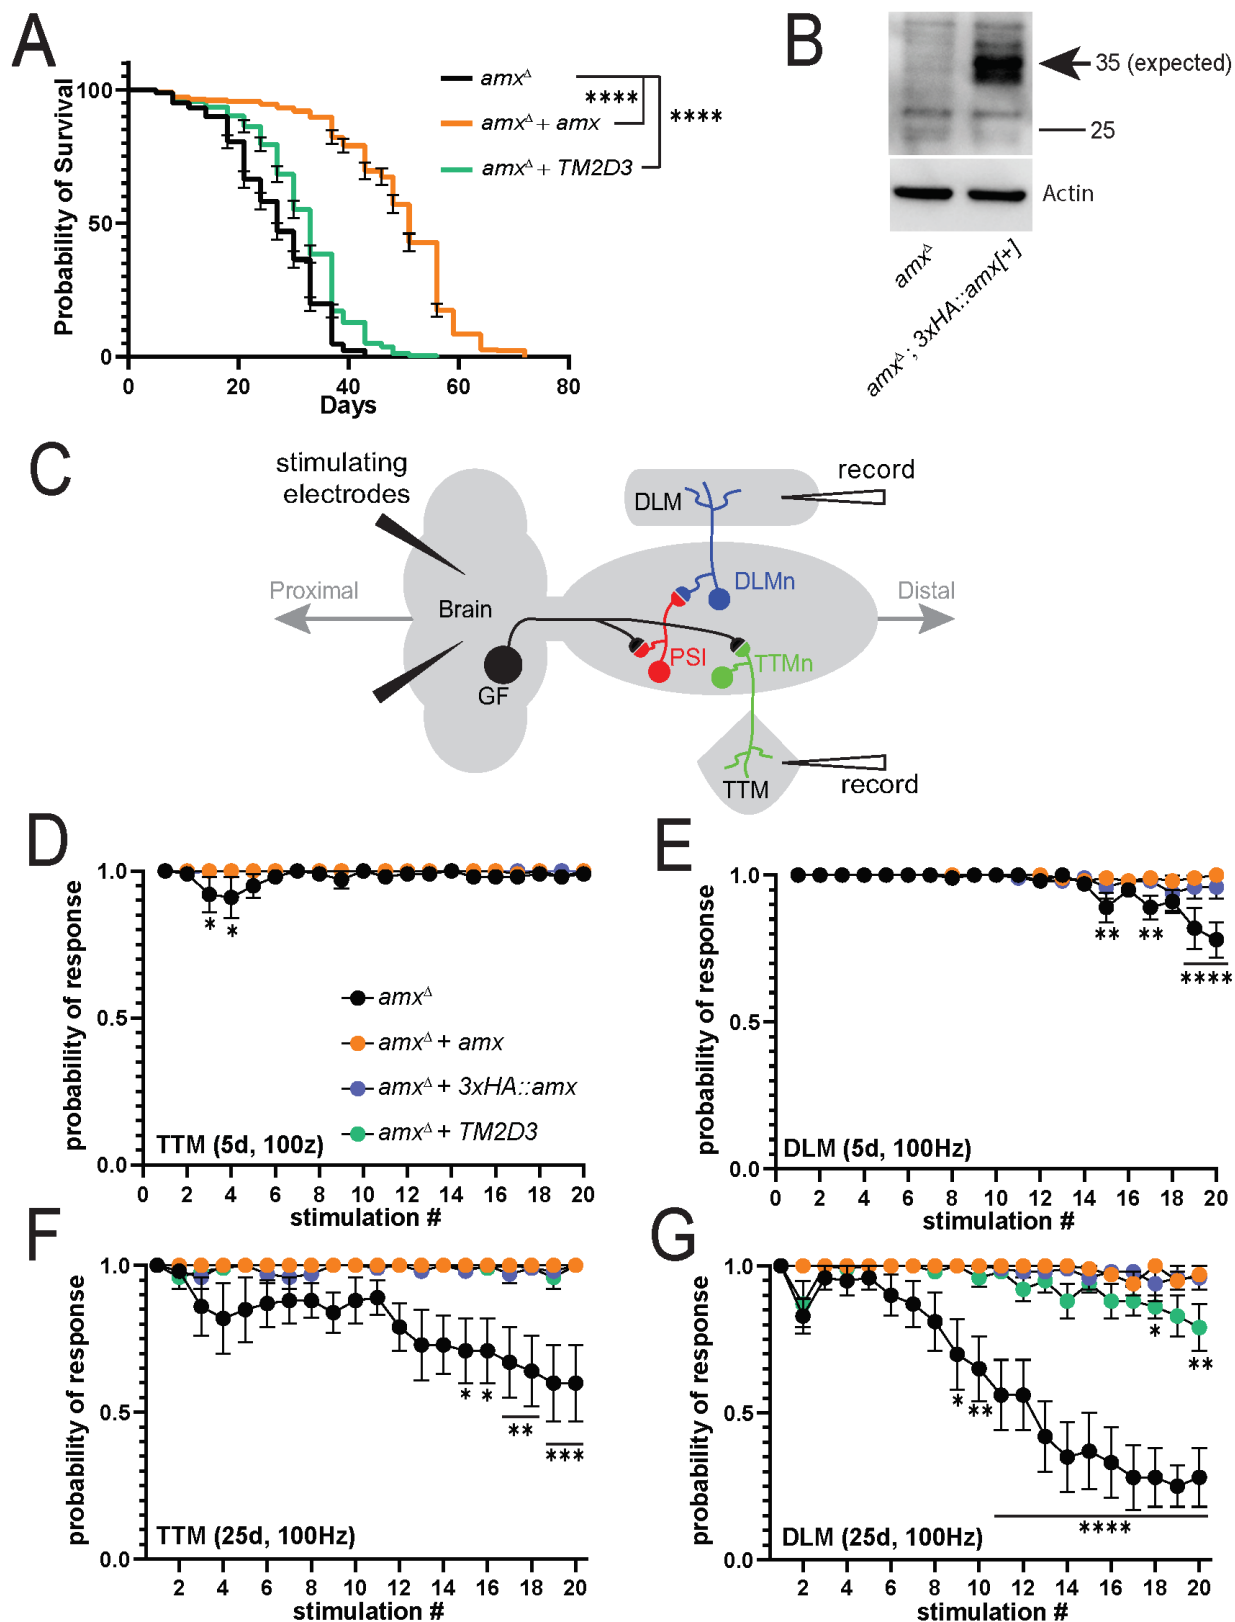 A
Probability of Survival
100
50
0
0 20 40 60 80
Days
amxΔ
amxΔ + amx
amxΔ + TM2D3
****
****
B
35 (expected)
25
Actin
amxΔ
amxΔ; 3xHA::amx[+]
C
stimulating
electrodes
record
DLM
Proximal
Brain
DLMn
Distal
PSI
TTMn
GF
TTM
record
D
probability of response
1.0
0.5
0.0
* *
amxΔ
amxΔ + amx
amxΔ + 3xHA::amx
amxΔ + TM2D3
TTM (5d, 100z)
0 2 4 6 8 10 12 14 16 18 20
stimulation #
E
probability of response
1.0
0.5
0.0
** **
****
DLM (5d, 100Hz)
0 2 4 6 8 10 12 14 16 18 20
stimulation #
F
probability of response
1.0
0.5
0.0
* *
**
***
TTM (25d, 100Hz)
2 4 6 8 10 12 14 16 18 20
stimulation #
G
probability of response
1.0
0.5
0.0
*
**
* **
****
DLM (25d, 100Hz)
2 4 6 8 10 12 14 16 18 20
stimulation #